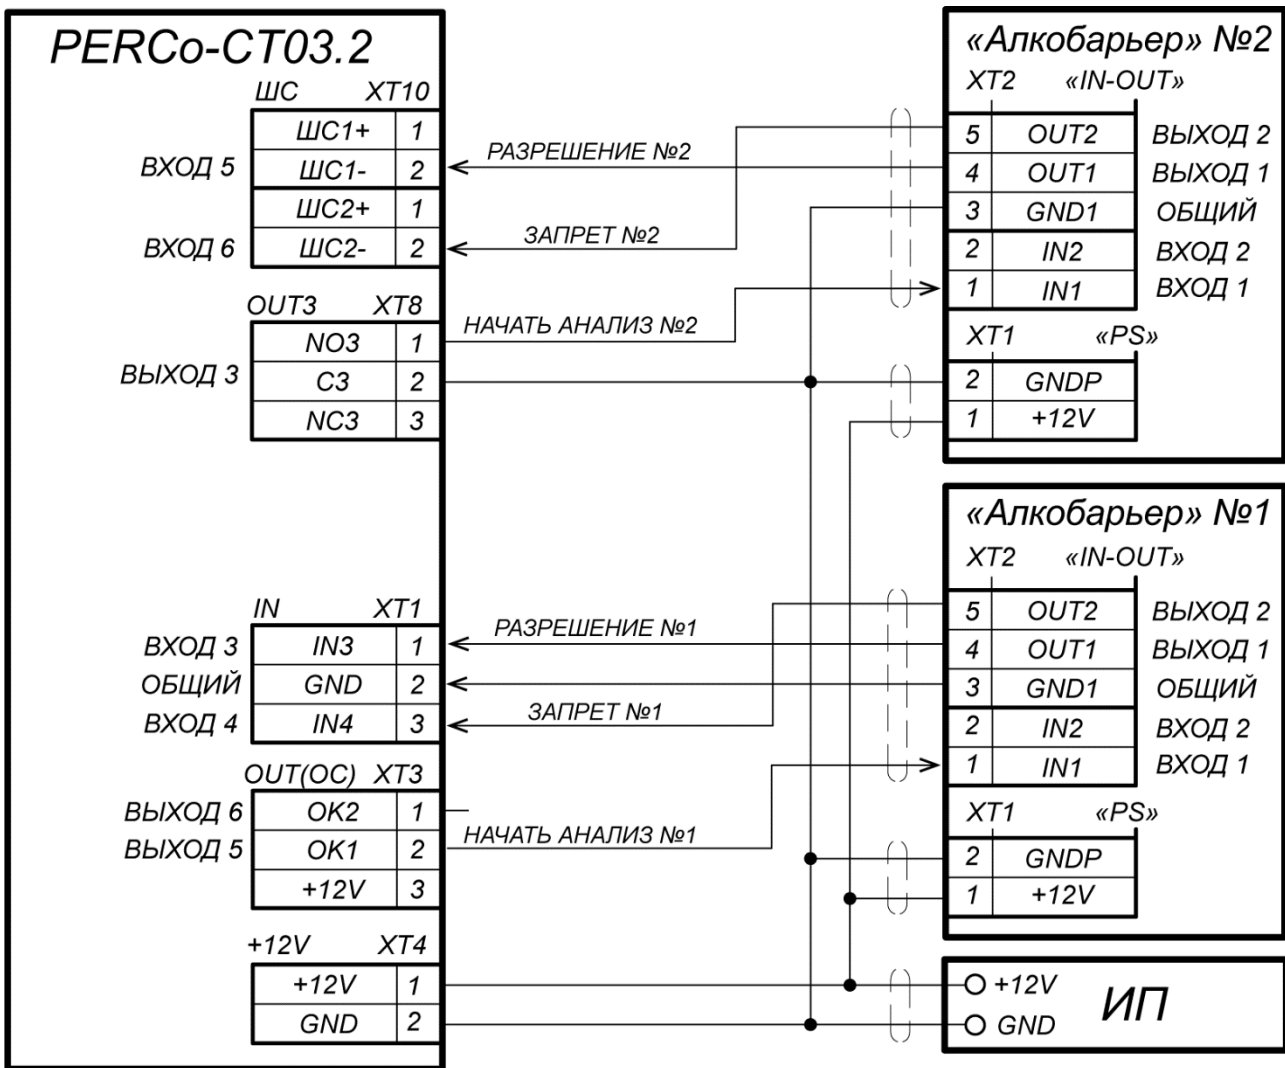 PERCo-CT03.2
ШС XT10
ШС1+ 1
ВХОД 5 ШС1- 2
ШС2+ 1
ВХОД 6 ШС2- 2
OUT3 XT8
NO3 1
ВЫХОД 3 C3 2
NC3 3
IN XT1
ВХОД 3 IN3 1
ОБЩИЙ GND 2
ВХОД 4 IN4 3
OUT(OC) XT3
ВЫХОД 6 OK2 1
ВЫХОД 5 OK1 2
+12V 3
+12V XT4
+12V 1
GND 2
РАЗРЕШЕНИЕ №2
ЗАПРЕТ №2
НАЧАТЬ АНАЛИЗ №2
РАЗРЕШЕНИЕ №1
ЗАПРЕТ №1
НАЧАТЬ АНАЛИЗ №1
«Алкобарьер» №2
XT2 «IN-OUT»
5 OUT2 ВЫХОД 2
4 OUT1 ВЫХОД 1
3 GND1 ОБЩИЙ
2 IN2 ВХОД 2
1 IN1 ВХОД 1
XT1 «PS»
2 GNDP
1 +12V
«Алкобарьер» №1
XT2 «IN-OUT»
5 OUT2 ВЫХОД 2
4 OUT1 ВЫХОД 1
3 GND1 ОБЩИЙ
2 IN2 ВХОД 2
1 IN1 ВХОД 1
XT1 «PS»
2 GNDP
1 +12V
+12V
ИП
GND